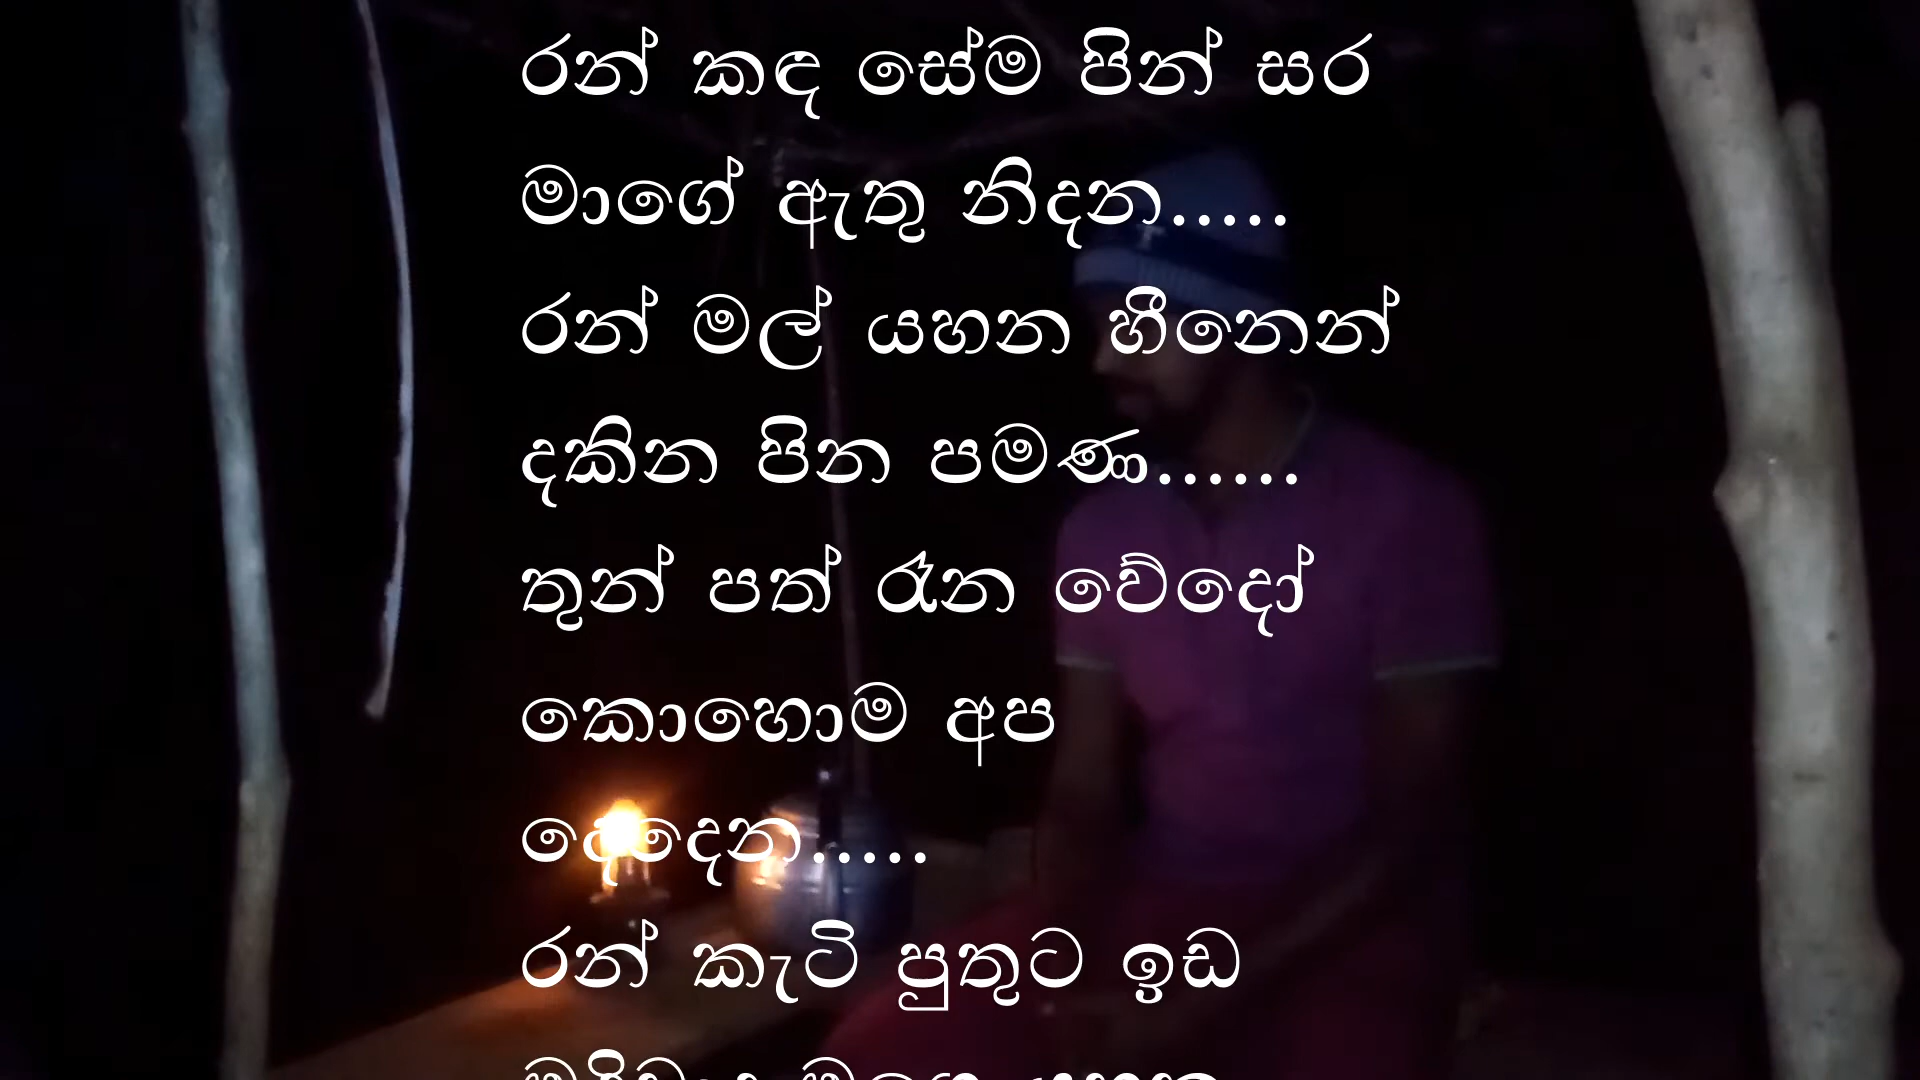 රන් කඳ සේම පින් සර
මාගේ ඇතු නිදන.....
රන් මල් යහන හීනෙන්
දකින පින පමණ......
තුන් පත් රෑන වේදෝ
කොහොම අප
දෙදෙන.....
රන් කැටි පුතුට ඉඩ